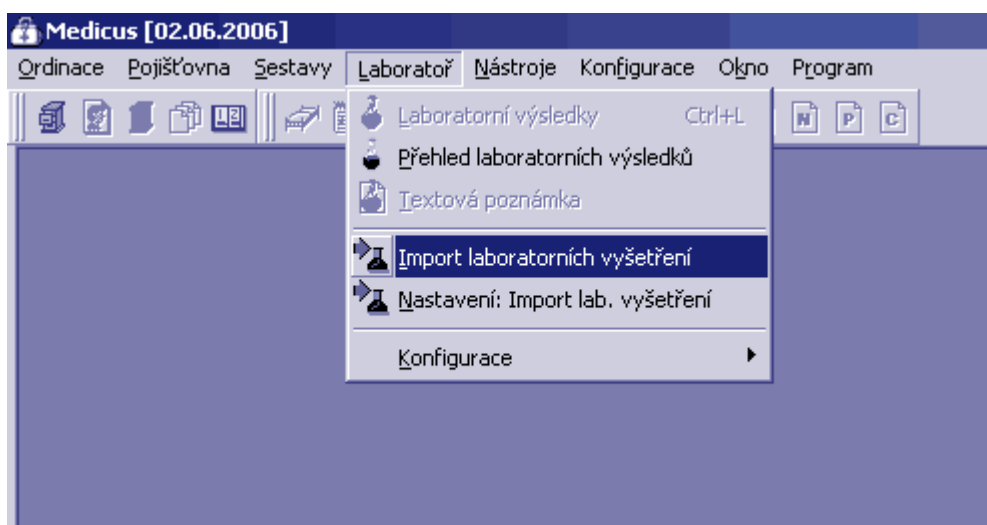 Medicus [02.06.2006]
Ordinace Pojišťovna Sestavy Laboratoř Nástroje Konfigurace Okno Program
12
N P C
Laboratorní výsledky Ctrl+L
Přehled laboratorních výsledků
Textová poznámka
Import laboratorních vyšetření
Nastavení: Import lab. vyšetření
Konfigurace